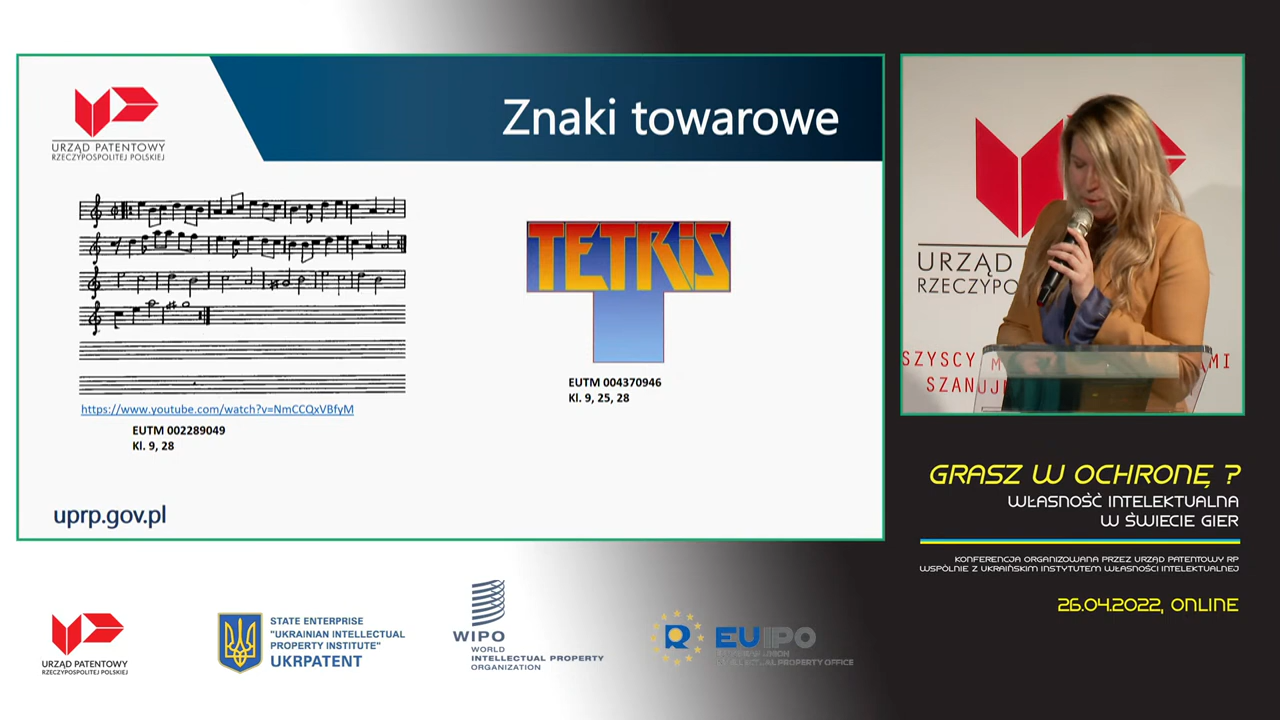 Znaki towarowe
URZĄD PATENTOWY
RZECZYPOSPOLITEJ POLSKIEJ
TETRiS
https://www.youtube.com/watch?v=NmCCQxVBfyM
EUTM 002289049
Kl. 9, 28
EUTM 004370946
Kl. 9, 25, 28
uprp.gov.pl
URZĄD
RZECZYPO
SZYSCY
SZANUJ
GRASZ W OCHRONĘ ?
WŁASNOŚĆ INTELEKTUALNA
W ŚWIECIE GIER
KONFERENCJA ORGANIZOWANA PRZEZ URZĄD PATENTOWY RP
WSPÓLNIE Z UKRAIŃSKIM INSTYTUTEM WŁASNOŚCI INTELEKTUALNEJ
26.04.2022, ONLINE
URZĄD PATENTOWY
RZECZYPOSPOLITEJ POLSKIEJ
STATE ENTERPRISE
"UKRAINIAN INTELLECTUAL
PROPERTY INSTITUTE"
UKRPATENT
WIPO
WORLD
INTELLECTUAL PROPERTY
ORGANIZATION
EUIPO
INTELLECTUAL PROPERTY OFFICE